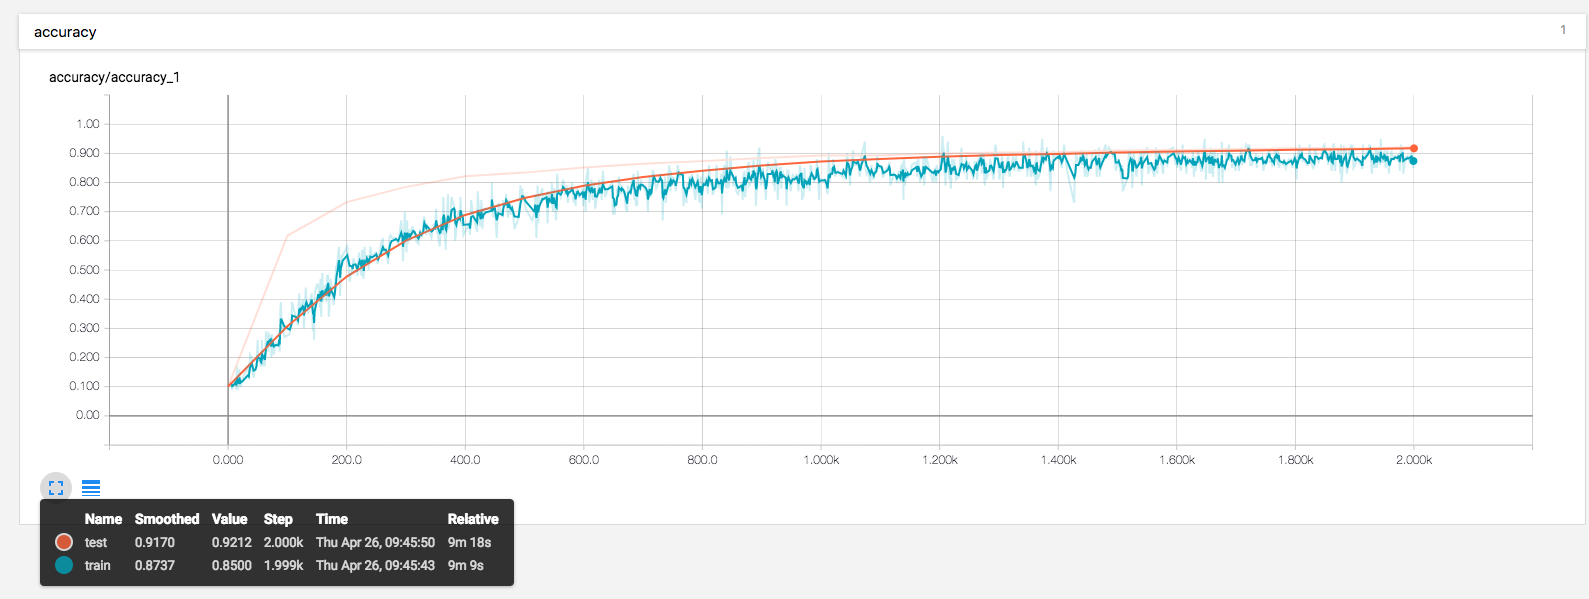 accuracy 1
accuracy/accuracy_1
1.00
0.900
0.800
0.700
0.600
0.500
0.400
0.300
0.200
0.100
0.00
0.000 200.0 400.0 600.0 800.0 1.000k 1.200k 1.400k 1.600k 1.800k 2.000k
Name Smoothed Value Step Time Relative
test 0.9170 0.9212 2.000k Thu Apr 26, 09:45:50 9m 18s
train 0.8737 0.8500 1.999k Thu Apr 26, 09:45:43 9m 9s